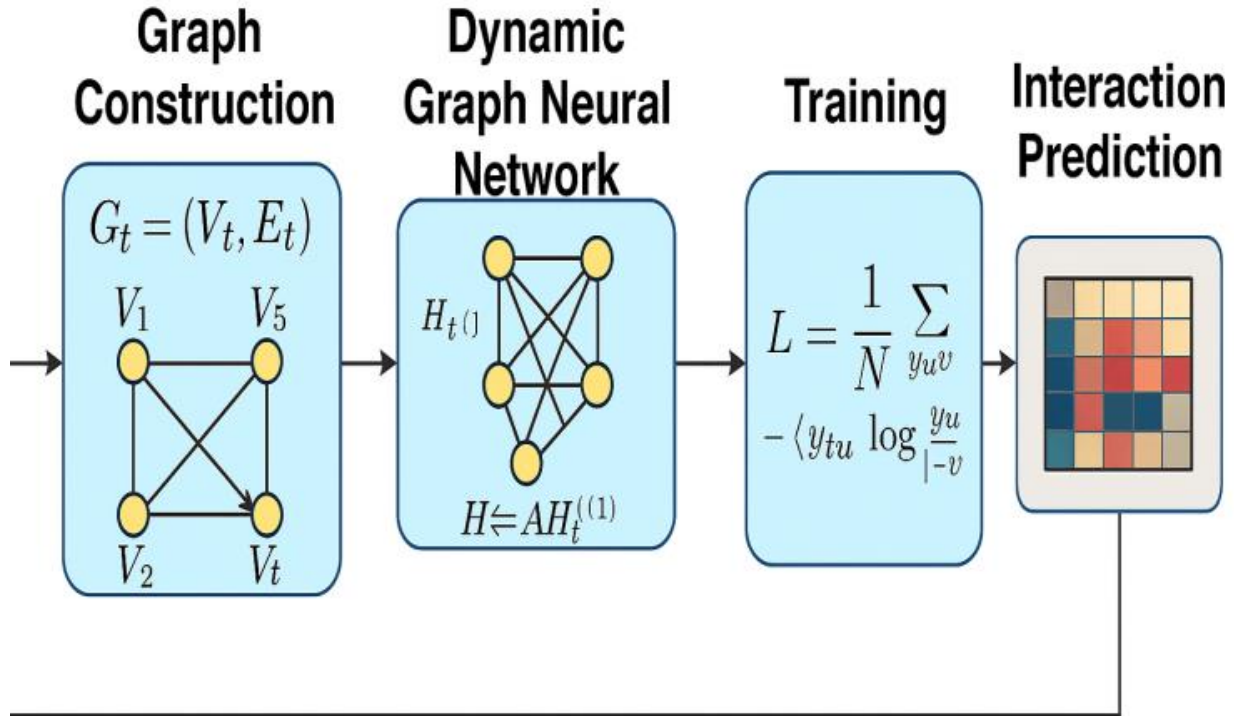 Graph
Construction
G_t = (V_t, E_t)
V_1 V_5
V_2 V_t
Dynamic
Graph Neural
Network
H_t (]
H⇇AH_t^((1)
Training
L = 1/N ∑ y_u v
− ⟨y_tu log yu/|−v
Interaction
Prediction